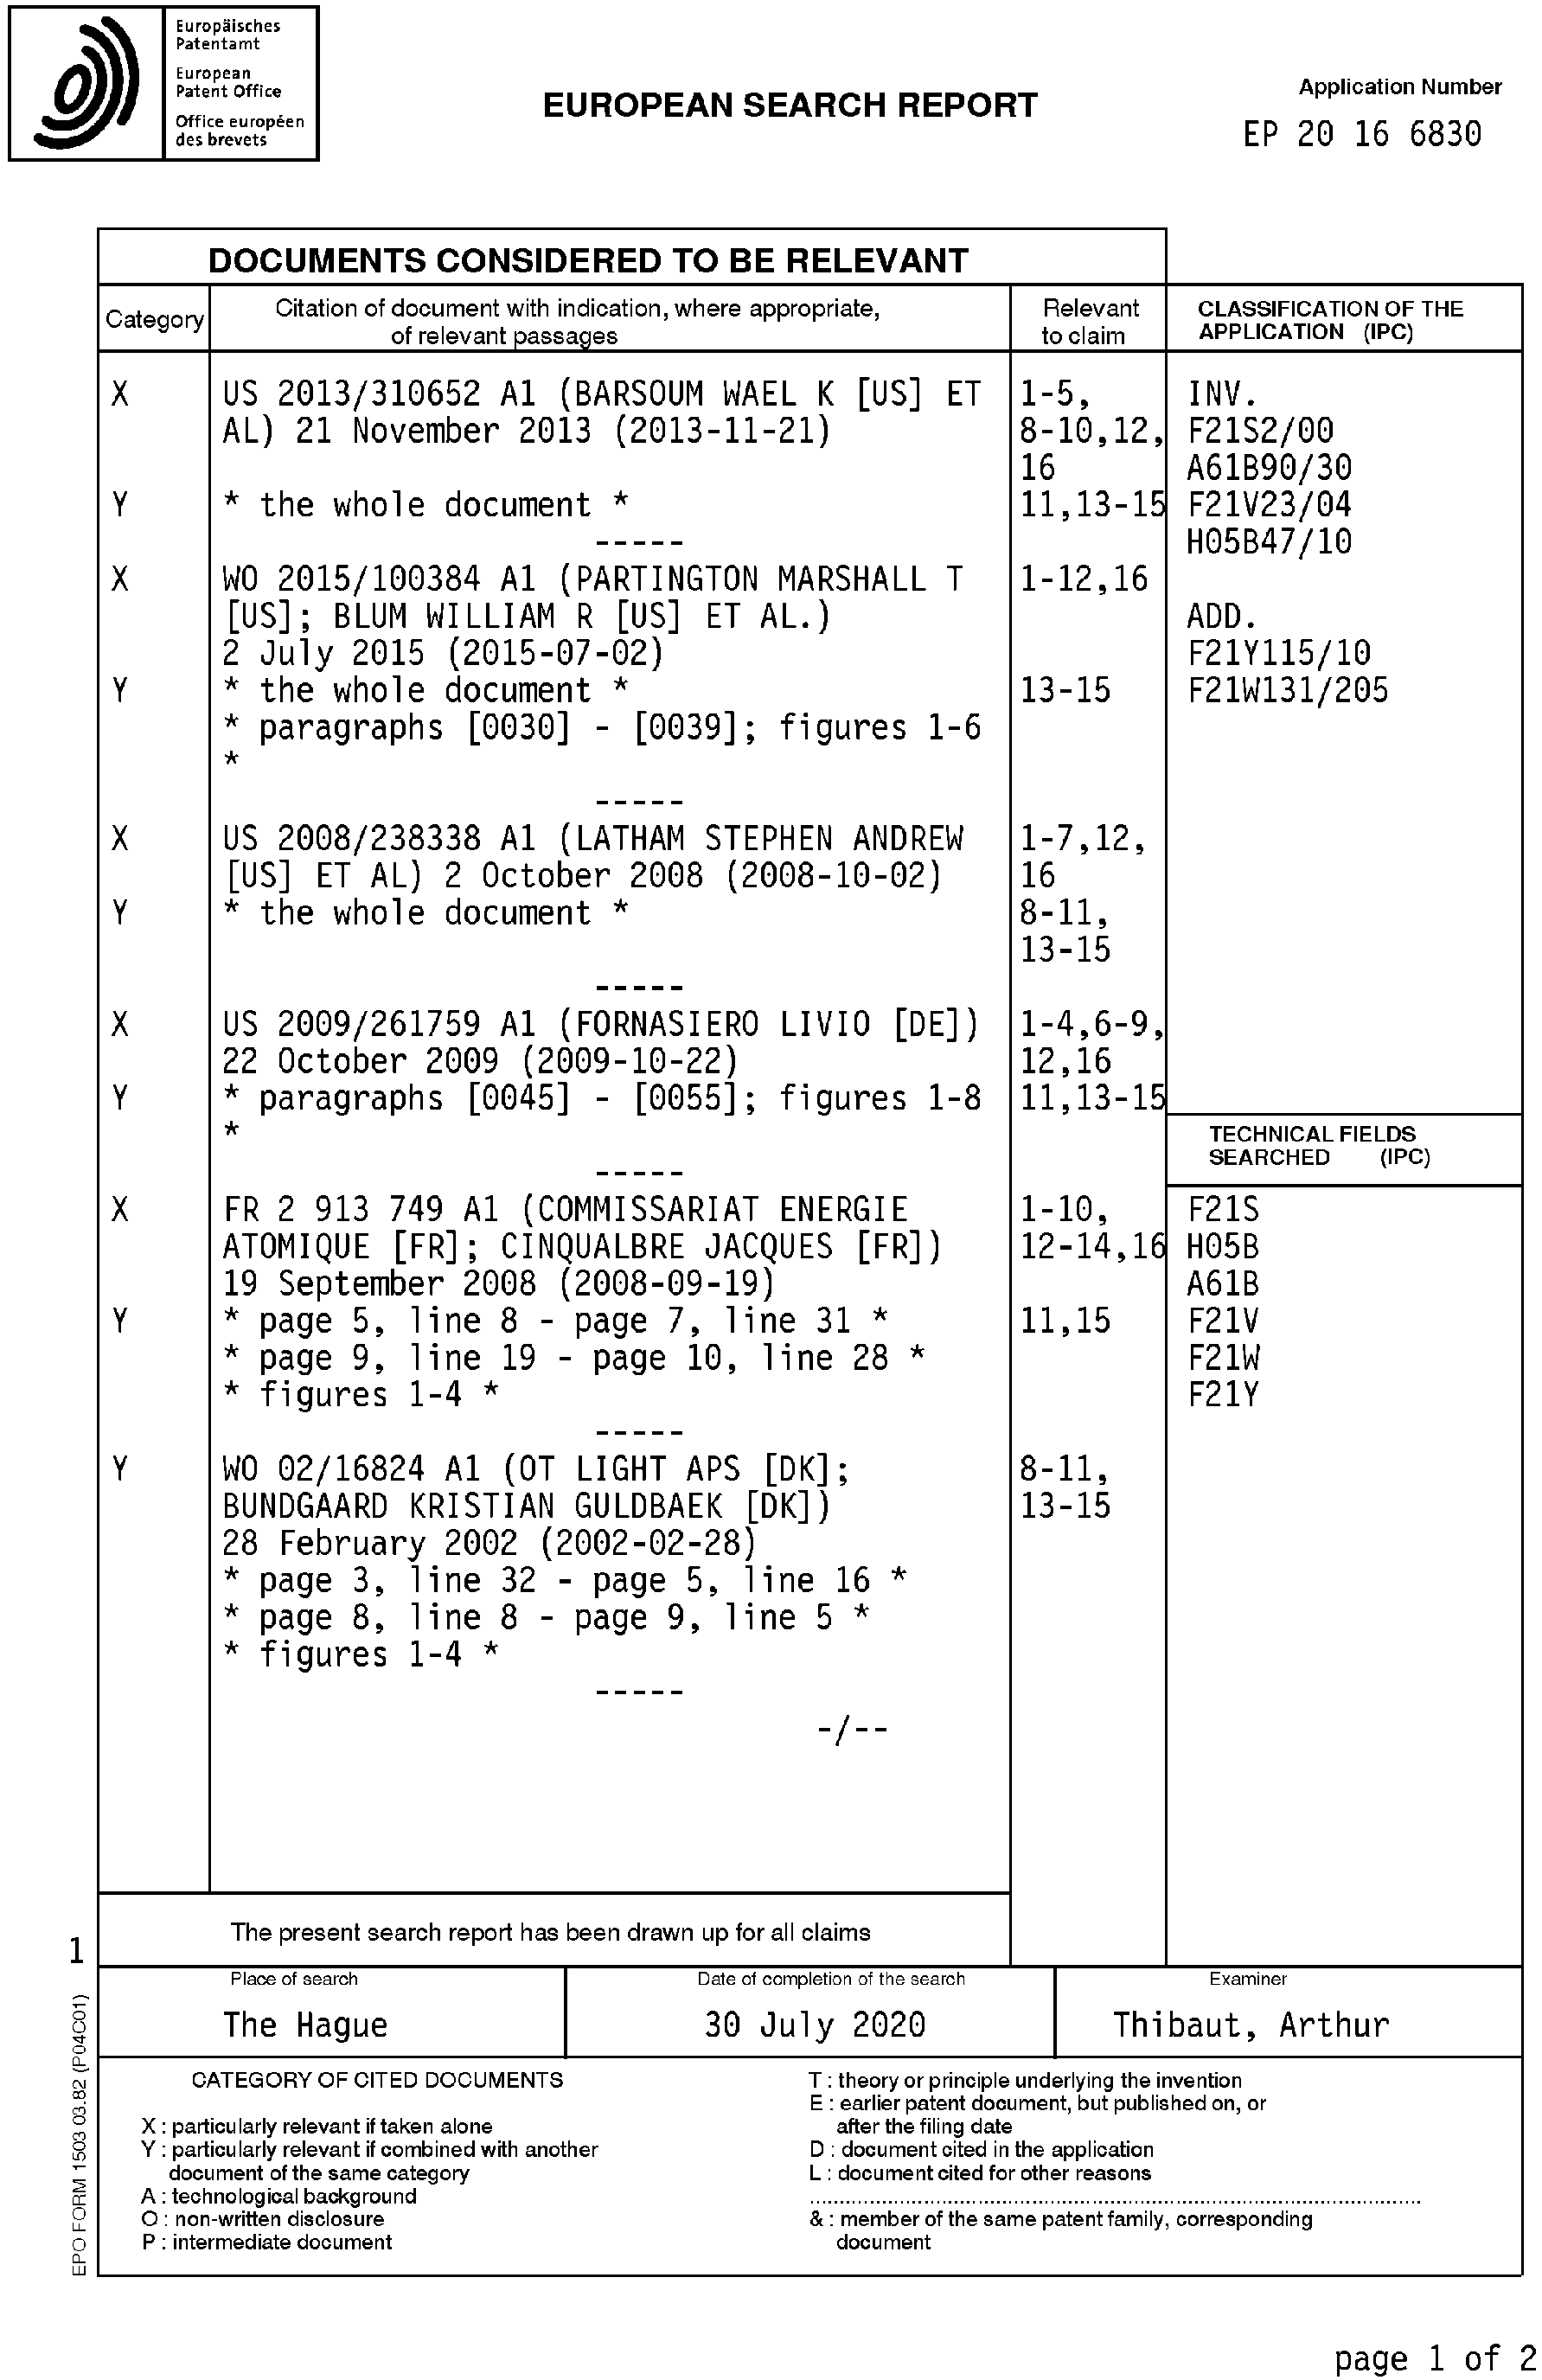 Europäisches
Patentamt
European
Patent Office
Office européen
des brevets
EUROPEAN SEARCH REPORT
Application Number
EP 20 16 6830
DOCUMENTS CONSIDERED TO BE RELEVANT
Category
Citation of document with indication, where appropriate,
of relevant passages
Relevant
to claim
CLASSIFICATION OF THE
APPLICATION (IPC)
X US 2013/310652 A1 (BARSOUM WAEL K [US] ET 1-5,
AL) 21 November 2013 (2013-11-21) 8-10,12,
16
Y * the whole document * 11,13-15
-----
X WO 2015/100384 A1 (PARTINGTON MARSHALL T 1-12,16
[US]; BLUM WILLIAM R [US] ET AL.)
2 July 2015 (2015-07-02)
Y * the whole document * 13-15
* paragraphs [0030] - [0039]; figures 1-6
*
-----
X US 2008/238338 A1 (LATHAM STEPHEN ANDREW 1-7,12,
[US] ET AL) 2 October 2008 (2008-10-02) 16
Y * the whole document * 8-11,
13-15
-----
X US 2009/261759 A1 (FORNASIERO LIVIO [DE]) 1-4,6-9,
22 October 2009 (2009-10-22) 12,16
Y * paragraphs [0045] - [0055]; figures 1-8 11,13-15
*
-----
X FR 2 913 749 A1 (COMMISSARIAT ENERGIE 1-10,
ATOMIQUE [FR]; CINQUALBRE JACQUES [FR]) 12-14,16
19 September 2008 (2008-09-19)
Y * page 5, line 8 - page 7, line 31 * 11,15
* page 9, line 19 - page 10, line 28 *
* figures 1-4 *
-----
Y WO 02/16824 A1 (OT LIGHT APS [DK]; 8-11,
BUNDGAARD KRISTIAN GULDBAEK [DK]) 13-15
28 February 2002 (2002-02-28)
* page 3, line 32 - page 5, line 16 *
* page 8, line 8 - page 9, line 5 *
* figures 1-4 *
-----
-/--
INV.
F21S2/00
A61B90/30
F21V23/04
H05B47/10
ADD.
F21Y115/10
F21W131/205
TECHNICAL FIELDS
SEARCHED (IPC)
F21S
H05B
A61B
F21V
F21W
F21Y
The present search report has been drawn up for all claims
1
Place of search
The Hague
Date of completion of the search
30 July 2020
Examiner
Thibaut, Arthur
CATEGORY OF CITED DOCUMENTS
X : particularly relevant if taken alone
Y : particularly relevant if combined with another
document of the same category
A : technological background
O : non-written disclosure
P : intermediate document
T : theory or principle underlying the invention
E : earlier patent document, but published on, or
after the filing date
D : document cited in the application
L : document cited for other reasons
& : member of the same patent family, corresponding
document
EPO FORM 1503 03.82 (P04C01)
page 1 of 2